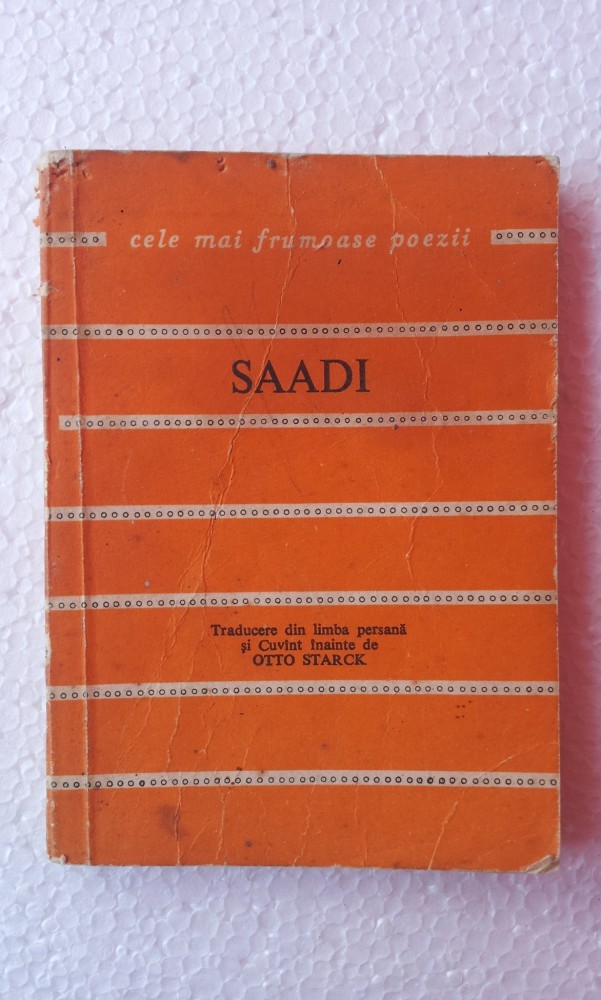 cele mai frumoase poezii
SAADI
Traducere din limba persană
și Cuvînt înainte de
OTTO STARCK